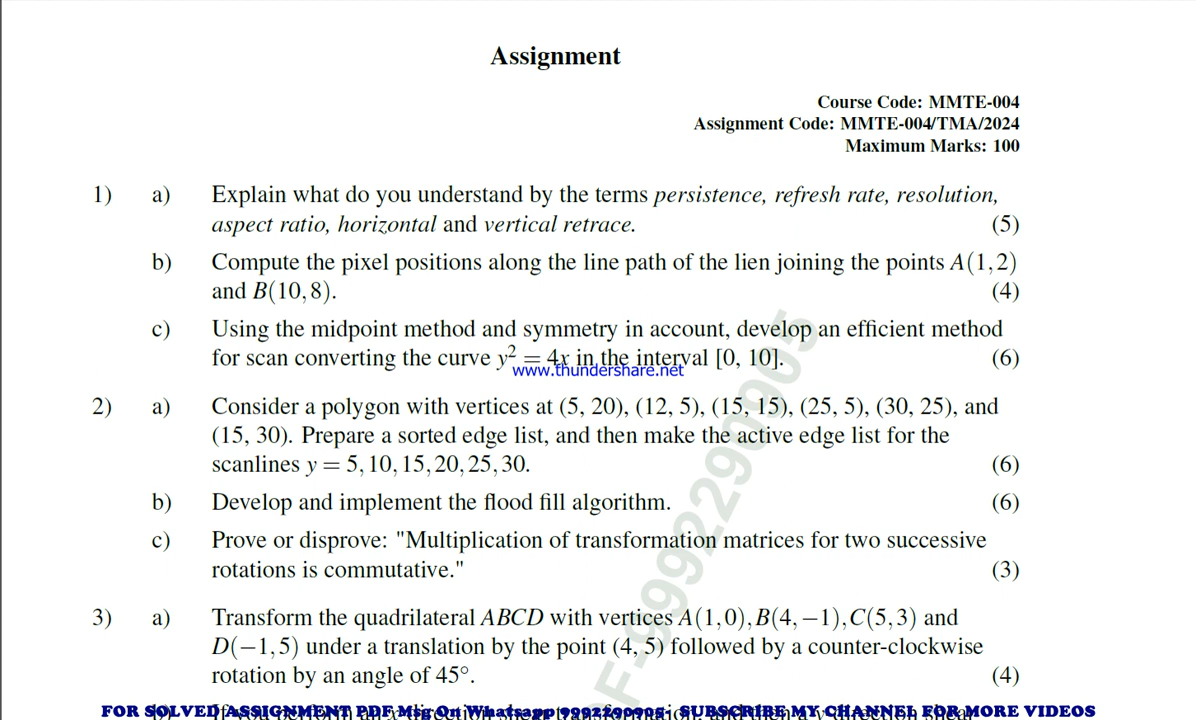 Assignment
Course Code: MMTE-004
Assignment Code: MMTE-004/TMA/2024
Maximum Marks: 100
1) a) Explain what do you understand by the terms persistence, refresh rate, resolution,
aspect ratio, horizontal and vertical retrace. (5)
b) Compute the pixel positions along the line path of the lien joining the points A(1,2)
and B(10,8). (4)
c) Using the midpoint method and symmetry in account, develop an efficient method
for scan converting the curve y² = 4x in the interval [0, 10]. (6)
www.thundershare.net
2) a) Consider a polygon with vertices at (5, 20), (12, 5), (15, 15), (25, 5), (30, 25), and
(15, 30). Prepare a sorted edge list, and then make the active edge list for the
scanlines y = 5,10,15,20,25,30. (6)
b) Develop and implement the flood fill algorithm. (6)
c) Prove or disprove: "Multiplication of transformation matrices for two successive
rotations is commutative." (3)
3) a) Transform the quadrilateral ABCD with vertices A(1,0),B(4,−1),C(5,3) and
D(−1,5) under a translation by the point (4, 5) followed by a counter-clockwise
rotation by an angle of 45°. (4)
F-9992290905
FOR SOLVED ASSIGNMENT PDF Msg On Whatsapp 9992290905- SUBSCRIBE MY CHANNEL FOR MORE VIDEOS